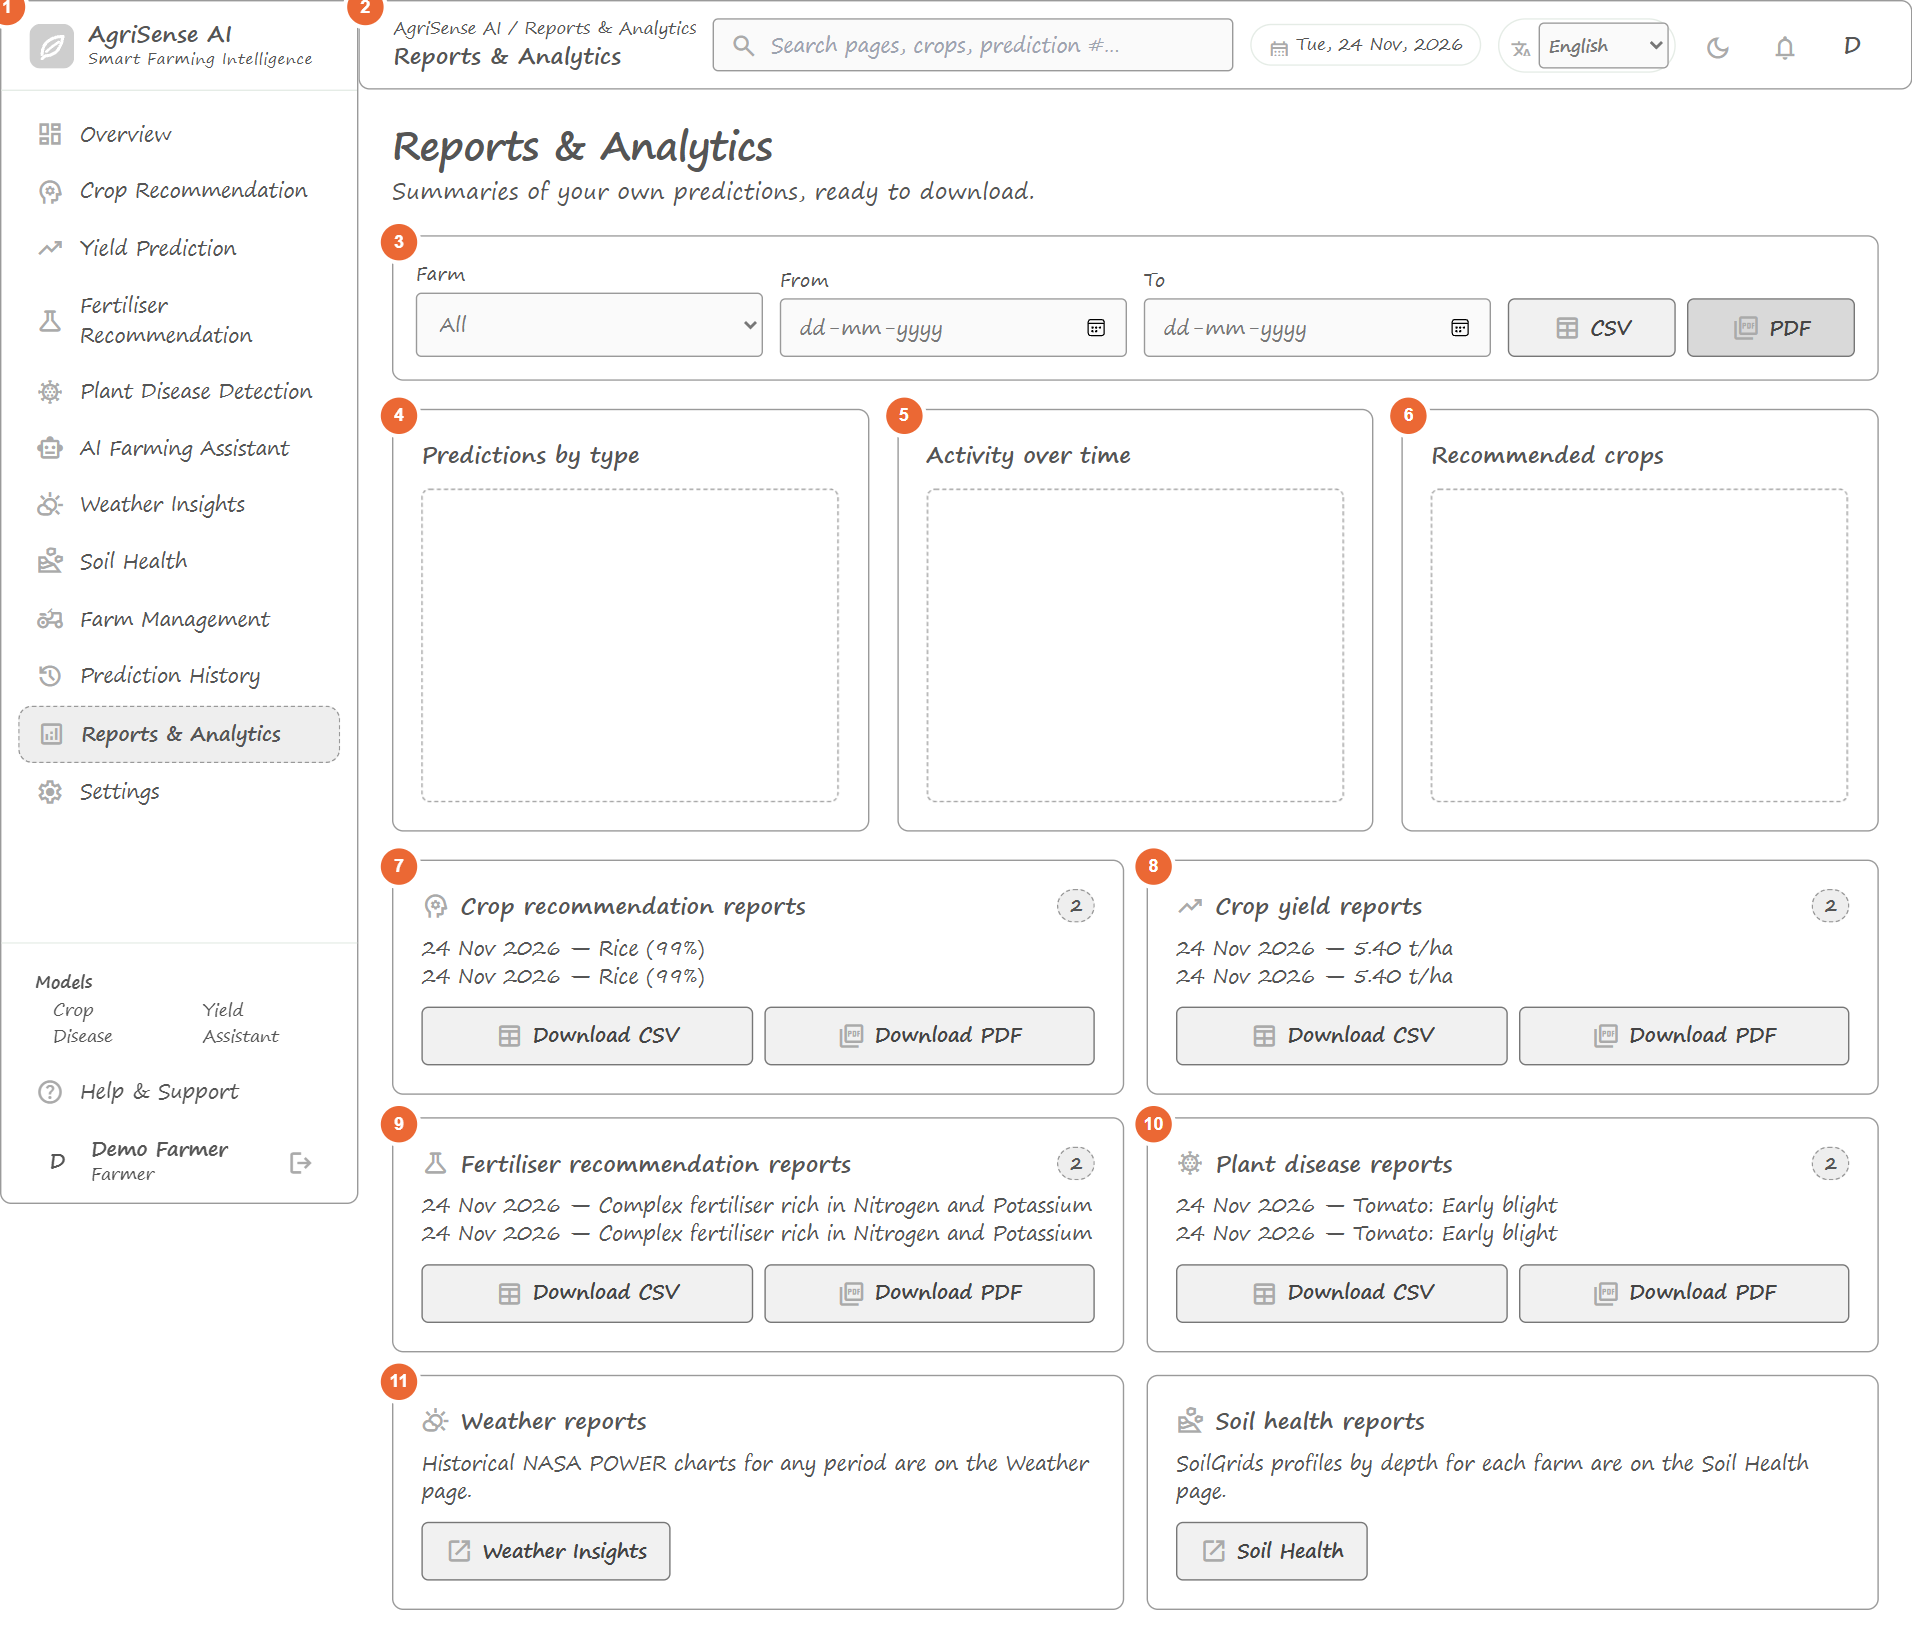 1
AgriSense AI
Smart Farming Intelligence
Overview
Crop Recommendation
Yield Prediction
Fertiliser
Recommendation
Plant Disease Detection
AI Farming Assistant
Weather Insights
Soil Health
Farm Management
Prediction History
Reports & Analytics
Settings
Models
Crop
Yield
Disease
Assistant
Help & Support
D
Demo Farmer
Farmer
2
AgriSense AI / Reports & Analytics
Reports & Analytics
Search pages, crops, prediction #...
Tue, 24 Nov, 2026
English
D
Reports & Analytics
Summaries of your own predictions, ready to download.
3
Farm
All
From
dd-mm-yyyy
To
dd-mm-yyyy
CSV
PDF
4
Predictions by type
5
Activity over time
6
Recommended crops
7
Crop recommendation reports
2
24 Nov 2026 — Rice (99%)
24 Nov 2026 — Rice (99%)
Download CSV
Download PDF
8
Crop yield reports
2
24 Nov 2026 — 5.40 t/ha
24 Nov 2026 — 5.40 t/ha
Download CSV
Download PDF
9
Fertiliser recommendation reports
2
24 Nov 2026 — Complex fertiliser rich in Nitrogen and Potassium
24 Nov 2026 — Complex fertiliser rich in Nitrogen and Potassium
Download CSV
Download PDF
10
Plant disease reports
2
24 Nov 2026 — Tomato: Early blight
24 Nov 2026 — Tomato: Early blight
Download CSV
Download PDF
11
Weather reports
Historical NASA POWER charts for any period are on the Weather
page.
Weather Insights
Soil health reports
SoilGrids profiles by depth for each farm are on the Soil Health
page.
Soil Health